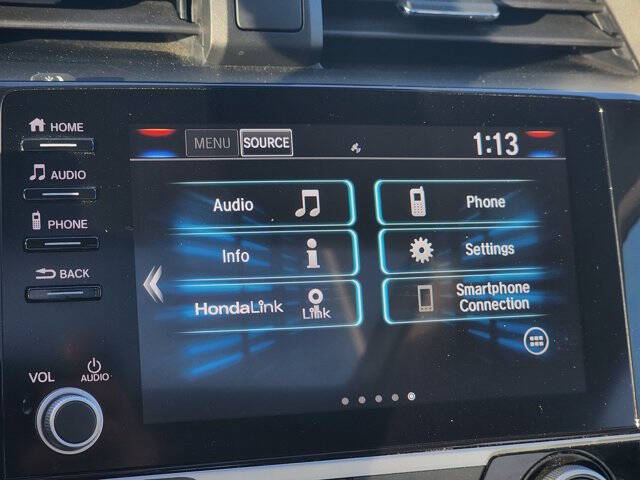 HOME
AUDIO
PHONE
BACK
VOL
AUDIO
MENU SOURCE
1:13
Audio
Phone
Info
Settings
HondaLink
Link
Smartphone
Connection